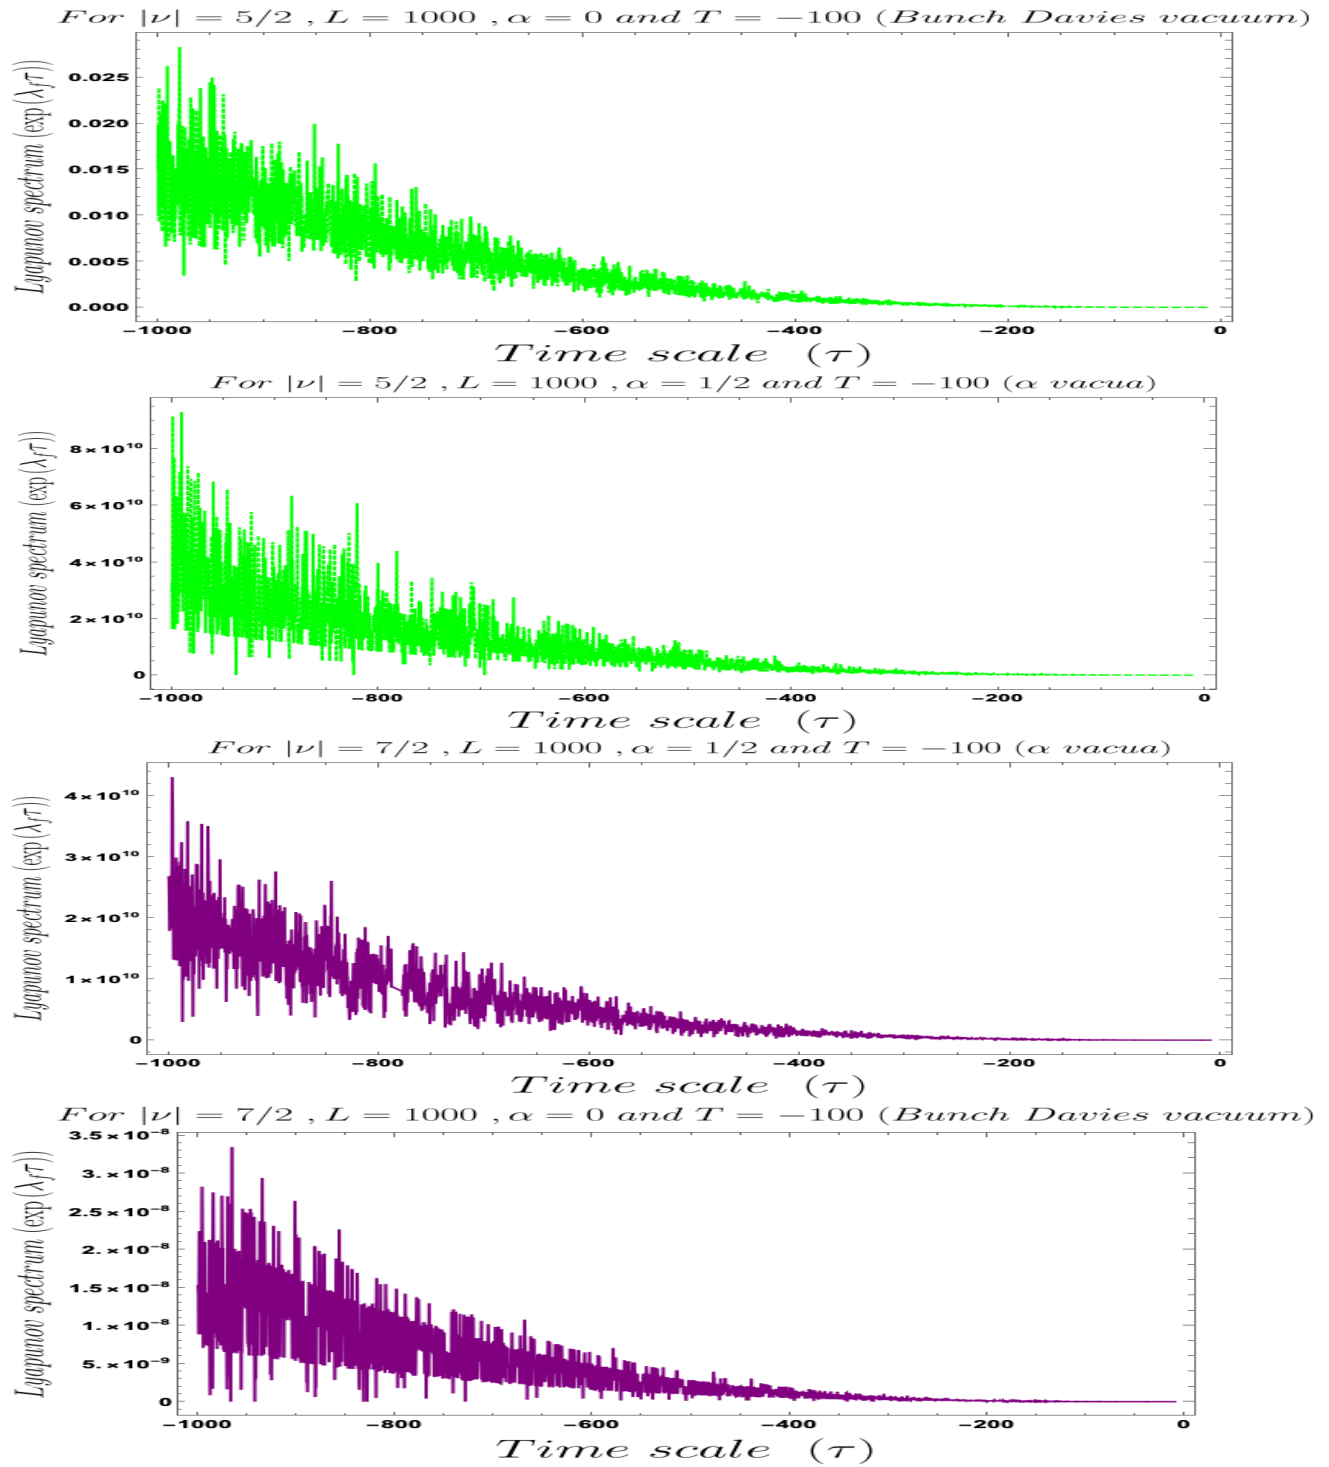 For |ν| = 5/2 , L = 1000 , α = 0 and T = −100 (Bunch Davies vacuum)
Lyapunov spectrum (exp(λ_f τ))
0.025
0.020
0.015
0.010
0.005
0.000
−1000 −800 −600 −400 −200 0
Time scale (τ)
For |ν| = 5/2 , L = 1000 , α = 1/2 and T = −100 (α vacua)
Lyapunov spectrum (exp(λ_f τ))
8×10¹⁰
6×10¹⁰
4×10¹⁰
2×10¹⁰
0
−1000 −800 −600 −400 −200 0
Time scale (τ)
For |ν| = 7/2 , L = 1000 , α = 1/2 and T = −100 (α vacua)
Lyapunov spectrum (exp(λ_f τ))
4×10¹⁰
3×10¹⁰
2×10¹⁰
1×10¹⁰
0
−1000 −800 −600 −400 −200 0
Time scale (τ)
For |ν| = 7/2 , L = 1000 , α = 0 and T = −100 (Bunch Davies vacuum)
Lyapunov spectrum (exp(λ_f τ))
3.5×10⁻⁸
3.×10⁻⁸
2.5×10⁻⁸
2.×10⁻⁸
1.5×10⁻⁸
1.×10⁻⁸
5.×10⁻⁹
0
−1000 −800 −600 −400 −200 0
Time scale (τ)